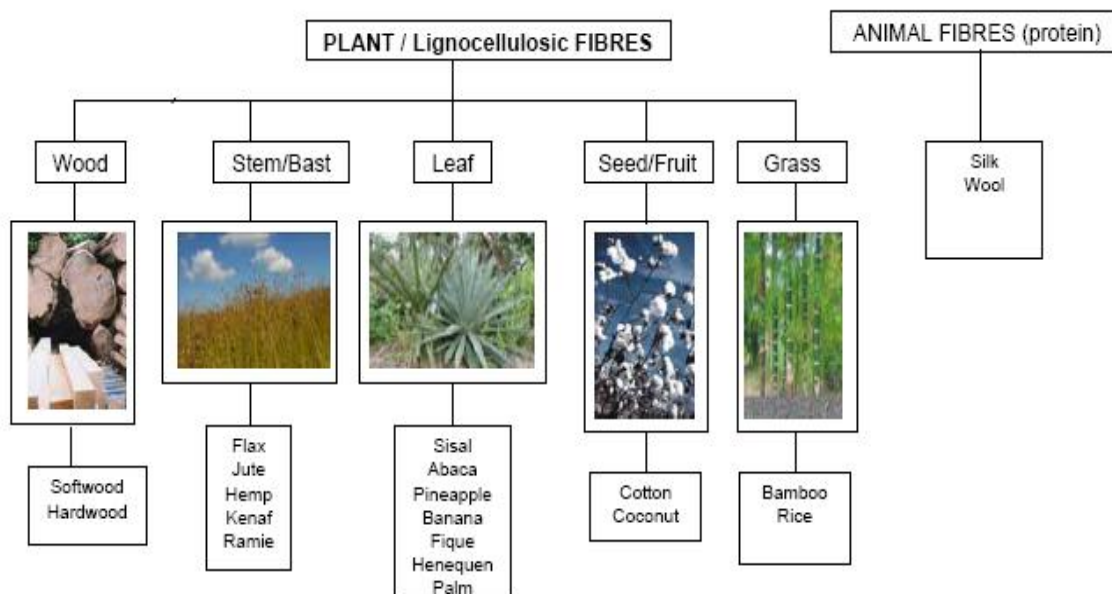 PLANT / Lignocellulosic FIBRES
ANIMAL FIBRES (protein)
Wood
Stem/Bast
Leaf
Seed/Fruit
Grass
Silk
Wool
Softwood
Hardwood
Flax
Jute
Hemp
Kenaf
Ramie
Sisal
Abaca
Pineapple
Banana
Fique
Henequen
Palm
Cotton
Coconut
Bamboo
Rice